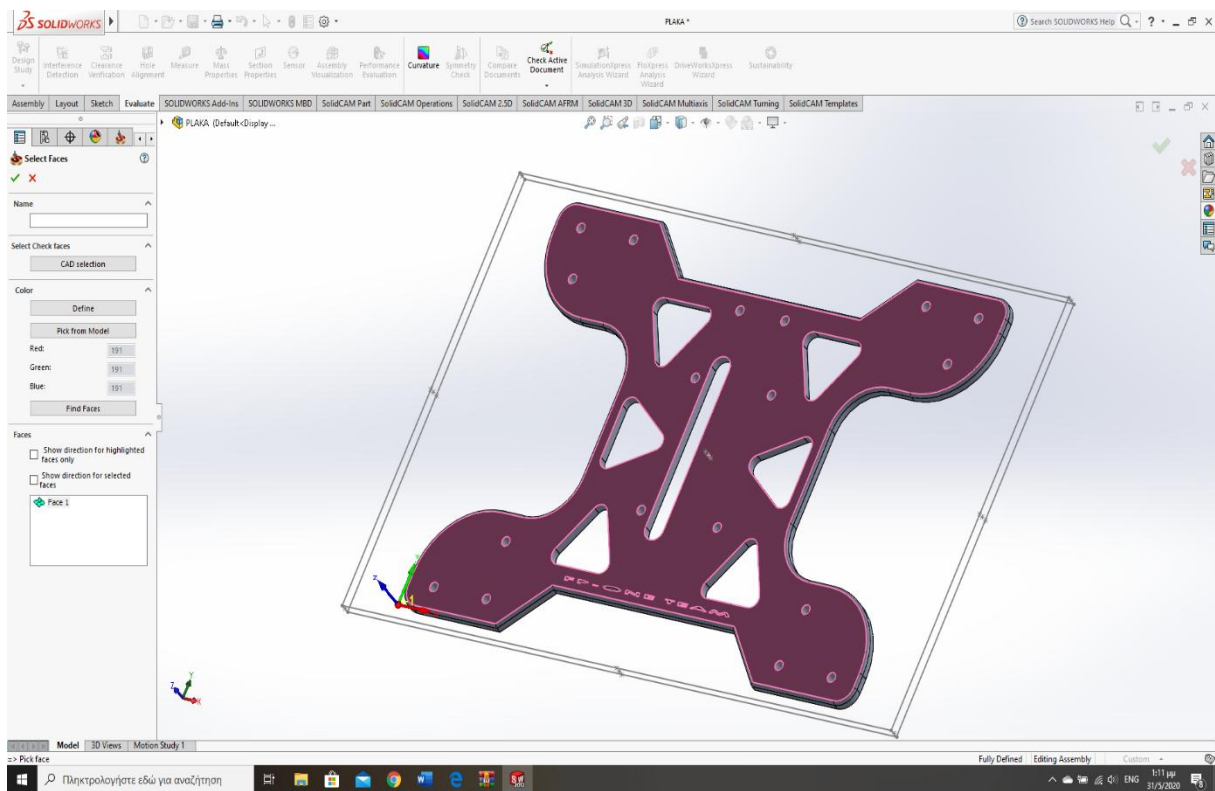 SOLIDWORKS
PLAKA *
Search SOLIDWORKS Help
Design Study
Interference Detection
Clearance Verification
Hole Alignment
Measure
Mass Properties
Section Properties
Sensor
Assembly Visualization
Performance Evaluation
Curvature
Symmetry Check
Compare Documents
Check Active Document
SimulationXpress Analysis Wizard
FloXpress Analysis Wizard
DriveWorksXpress Wizard
Sustainability
Assembly Layout Sketch Evaluate SOLIDWORKS Add-Ins SOLIDWORKS MBD SolidCAM Part SolidCAM Operations SolidCAM 2.5D SolidCAM AFRM SolidCAM 3D SolidCAM Multiaxis SolidCAM Turning SolidCAM Templates
PLAKA (Default<Display ...
Select Faces
Name
Select Check faces
CAD selection
Color
Define
Pick from Model
Red: 191
Green: 191
Blue: 191
Find Faces
Faces
Show direction for highlighted
faces only
Show direction for selected
faces
Face 1
FP-ONE TEAM
1
Z Y X
Model 3D Views Motion Study 1
=> Pick face
Fully Defined Editing Assembly Custom
Πληκτρολογήστε εδώ για αναζήτηση
ENG
1:11 μμ
31/5/2020